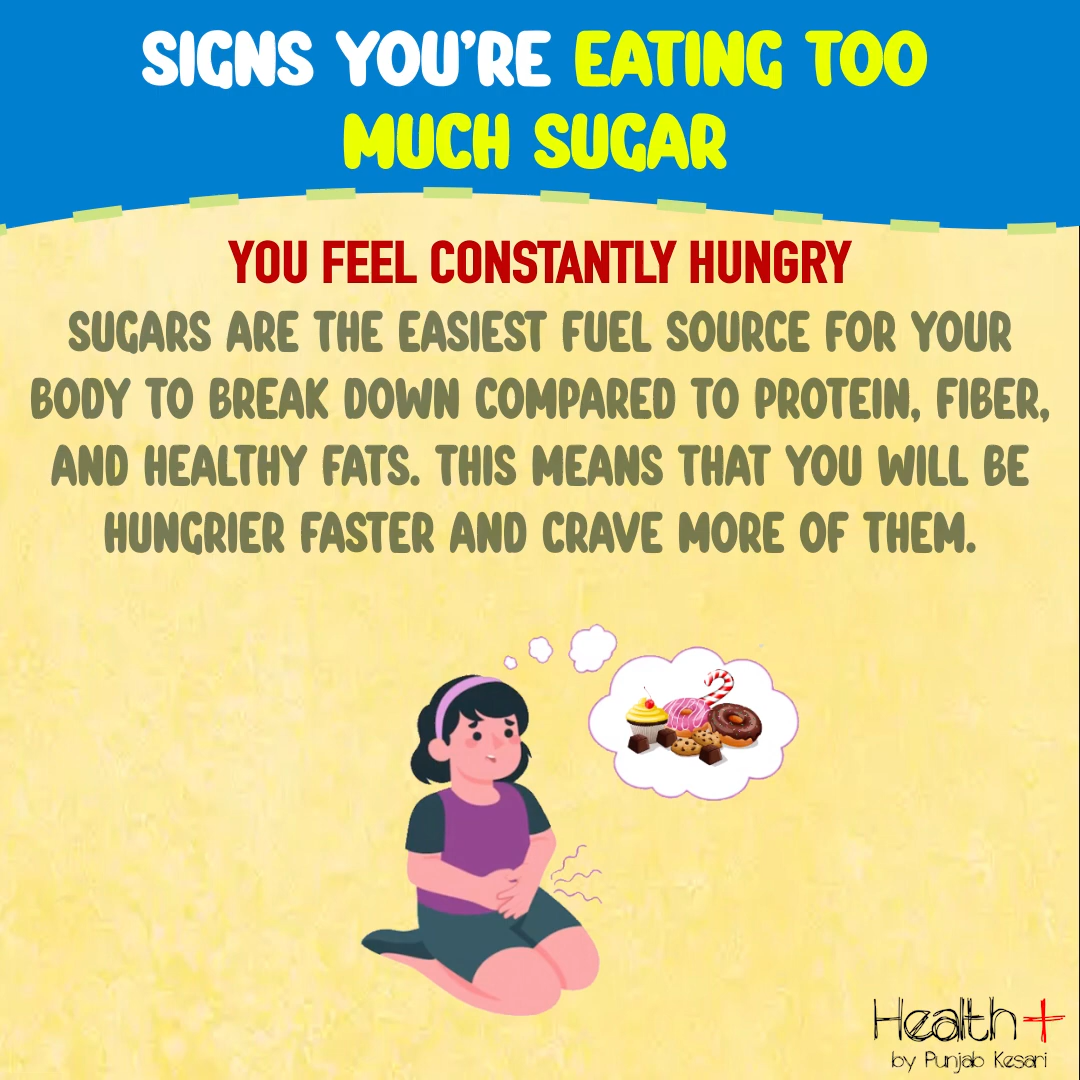 SIGNS YOU'RE EATING TOO
MUCH SUGAR
YOU FEEL CONSTANTLY HUNGRY
SUGARS ARE THE EASIEST FUEL SOURCE FOR YOUR
BODY TO BREAK DOWN COMPARED TO PROTEIN, FIBER,
AND HEALTHY FATS. THIS MEANS THAT YOU WILL BE
HUNGRIER FASTER AND CRAVE MORE OF THEM.
Health+
by Punjab Kesari